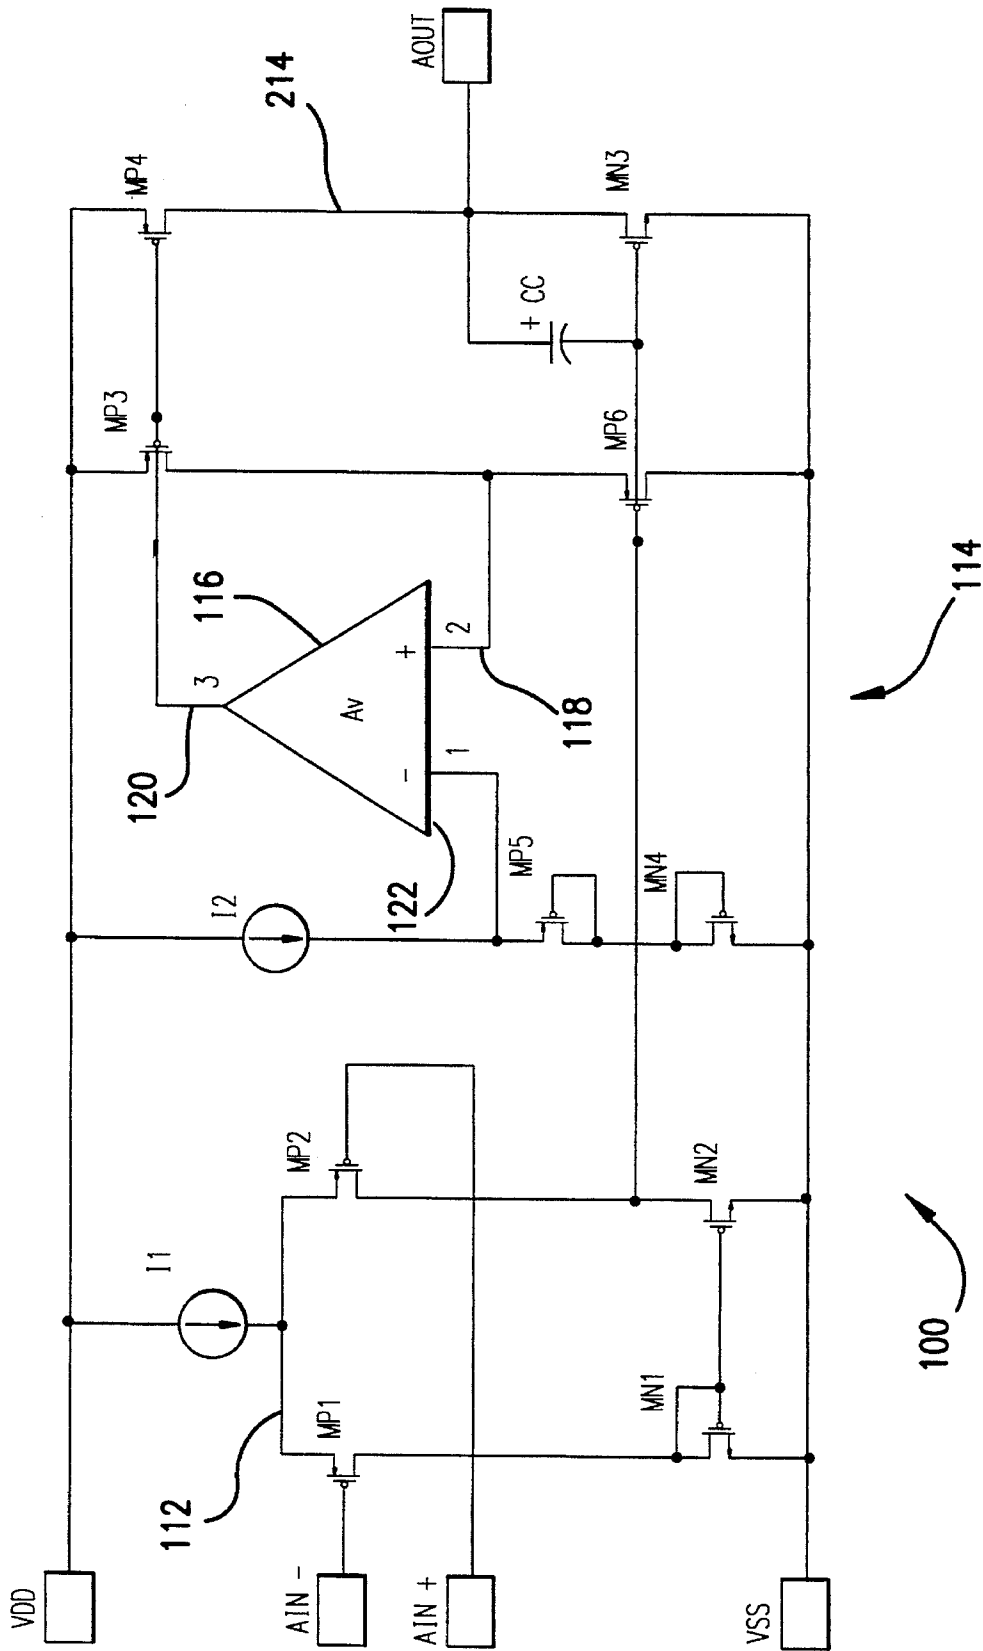 VDD
AIN -
AIN +
VSS
112
I1
MP1
MP2
MN1
MN2
100
I2
122
120
3
116
Av
-
+
1
2
118
MP5
MN4
114
MP3
MP6
MP4
214
+ CC
MN3
AOUT